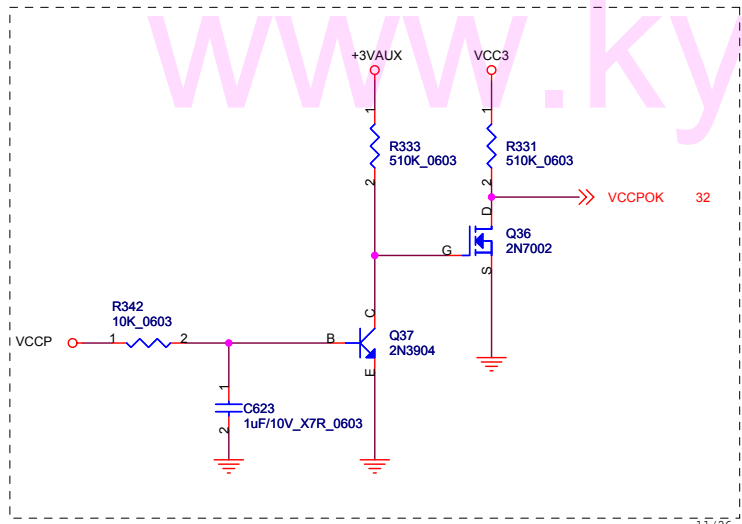 www.ky
+3VAUX
VCC3
1
1
R333
510K_0603
R331
510K_0603
2
2
VCCPOK 32
D
Q36
2N7002
G
S
R342
10K_0603
VCCP
1
2
B
C
Q37
2N3904
E
1
C623
1uF/10V_X7R_0603
2